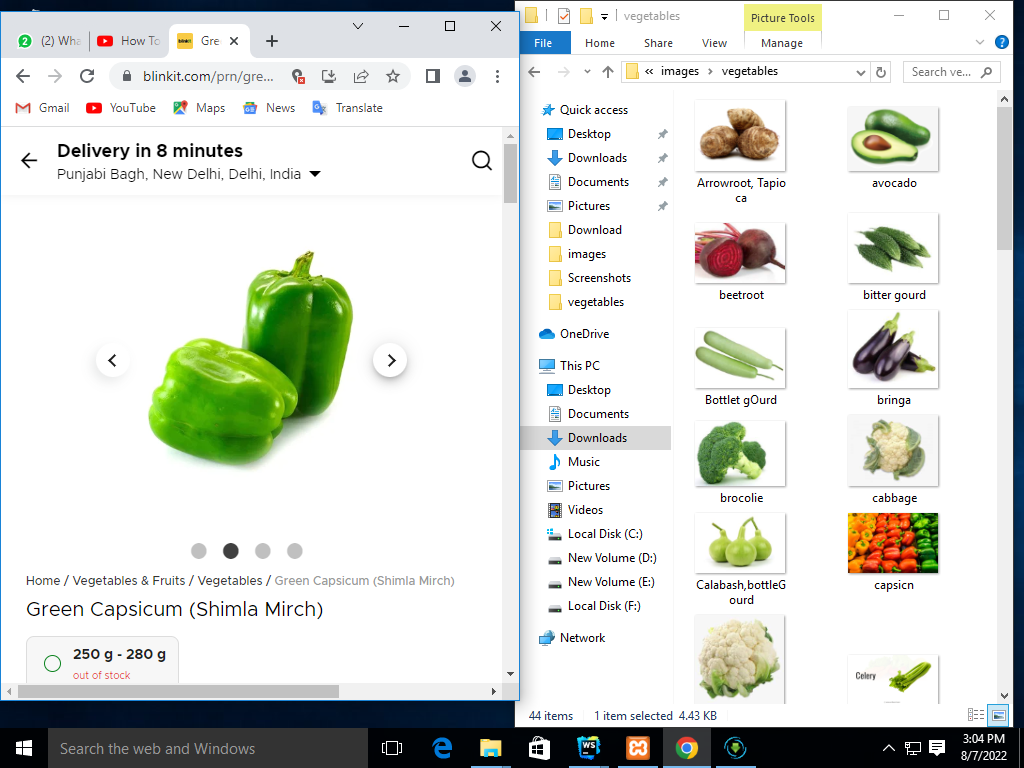 (2) Wha
How To
blinkit
Gre
blinkit.com/prn/gre...
Gmail
YouTube
Maps
News
Translate
Delivery in 8 minutes
Punjabi Bagh, New Delhi, Delhi, India
Home / Vegetables & Fruits / Vegetables / Green Capsicum (Shimla Mirch)
Green Capsicum (Shimla Mirch)
250 g - 280 g
out of stock
vegetables
Picture Tools
File
Home
Share
View
Manage
« images › vegetables
Search ve...
Quick access
Desktop
Downloads
Documents
Pictures
Download
images
Screenshots
vegetables
OneDrive
This PC
Desktop
Documents
Downloads
Music
Pictures
Videos
Local Disk (C:)
New Volume (D:)
New Volume (E:)
Local Disk (F:)
Network
Arrowroot, Tapio
ca
avocado
beetroot
bitter gourd
Bottlet gOurd
bringa
brocolie
cabbage
Calabash,bottleG
ourd
capsicn
Celery
44 items
1 item selected 4.43 KB
Search the web and Windows
WS
3:04 PM
8/7/2022